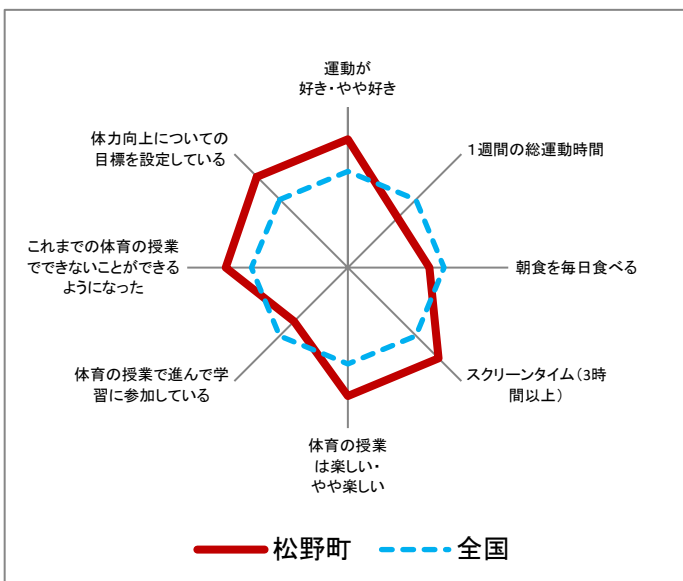 運動が
好き・やや好き
体力向上についての
目標を設定している
１週間の総運動時間
これまでの体育の授業
でできないことができる
ようになった
朝食を毎日食べる
体育の授業で進んで学
習に参加している
スクリーンタイム（3時
間以上）
体育の授業
は楽しい・
やや楽しい
松野町
全国